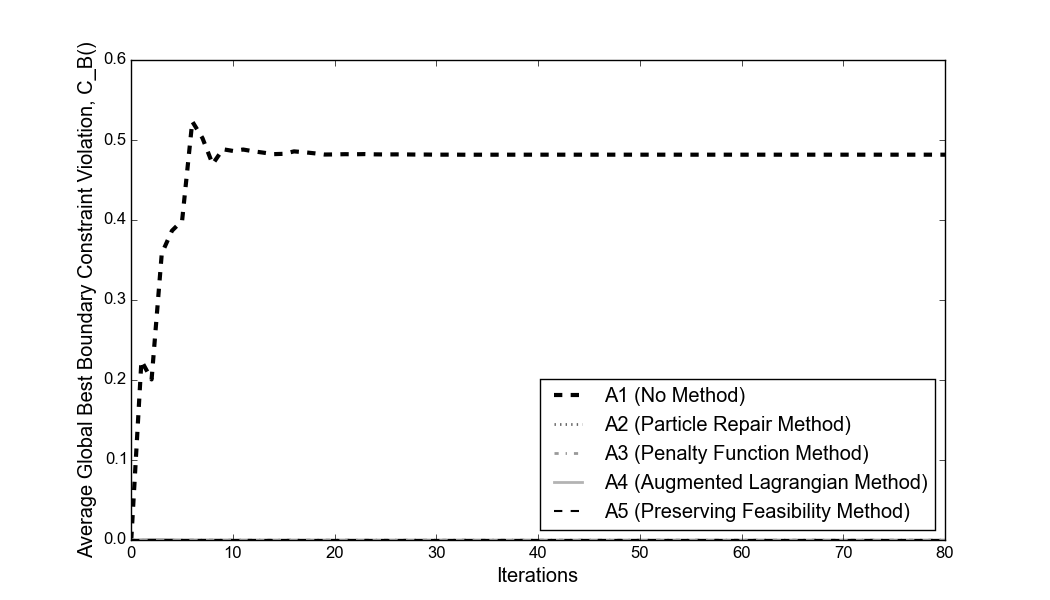 Average Global Best Boundary Constraint Violation, C_B()
0.6
0.5
0.4
0.3
0.2
0.1
0.0
0 10 20 30 40 50 60 70 80
Iterations
A1 (No Method)
A2 (Particle Repair Method)
A3 (Penalty Function Method)
A4 (Augmented Lagrangian Method)
A5 (Preserving Feasibility Method)